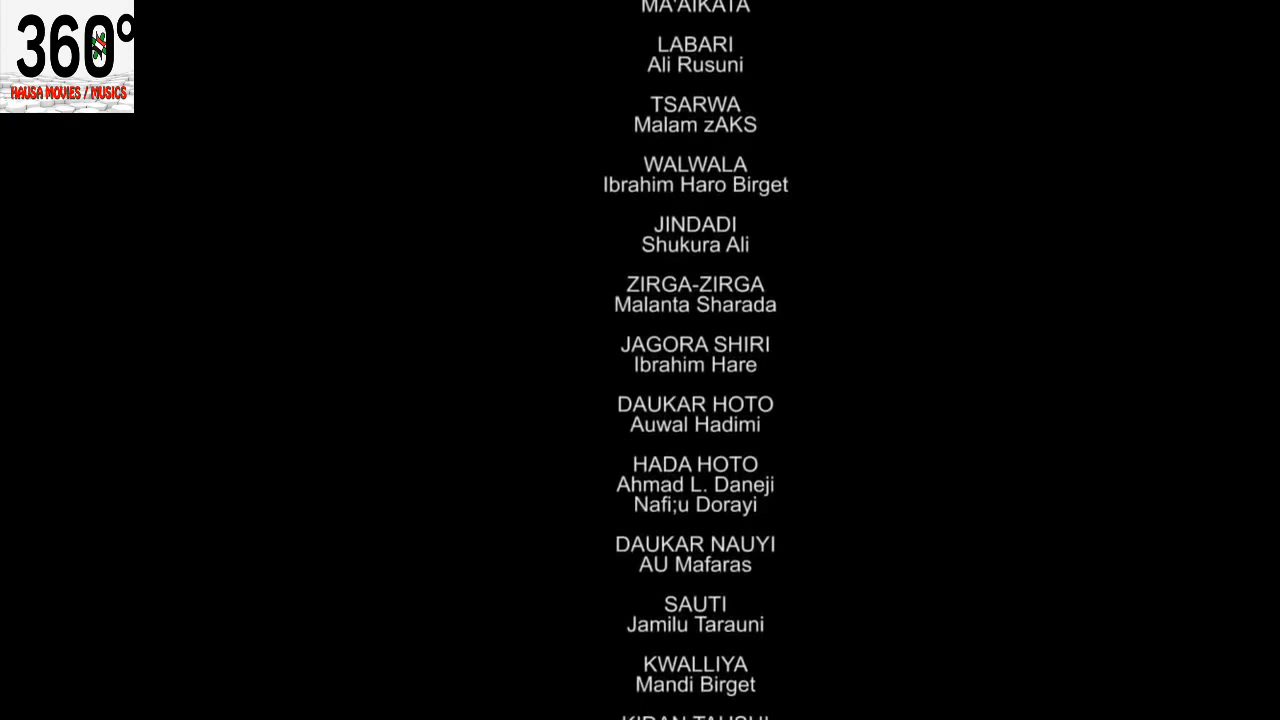 360°
HAUSA MOVIES / MUSICS
MA'AIKATA
LABARI
Ali Rusuni
TSARWA
Malam zAKS
WALWALA
Ibrahim Haro Birget
JINDADI
Shukura Ali
ZIRGA-ZIRGA
Malanta Sharada
JAGORA SHIRI
Ibrahim Hare
DAUKAR HOTO
Auwal Hadimi
HADA HOTO
Ahmad L. Daneji
Nafi;u Dorayi
DAUKAR NAUYI
AU Mafaras
SAUTI
Jamilu Tarauni
KWALLIYA
Mandi Birget